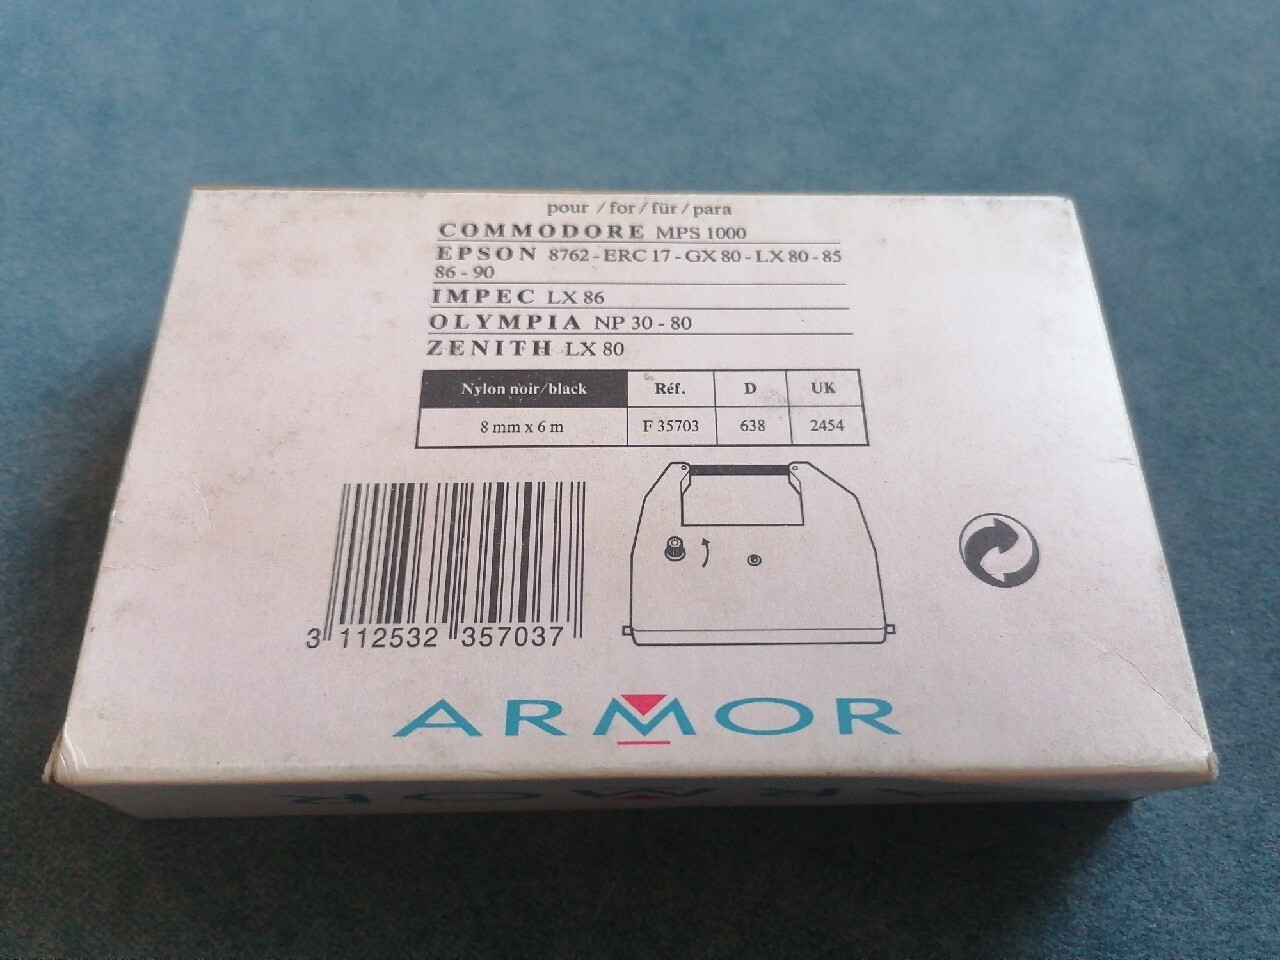 pour / for / für / para
COMMODORE MPS 1000
EPSON 8762 - ERC 17 - GX 80 - LX 80 - 85
86 - 90
IMPEC LX 86
OLYMPIA NP 30 - 80
ZENITH LX 80
Nylon noir/black Réf. D UK
8 mm x 6 m F 35703 638 2454
3 112532 357037
ARMOR
ARMOR